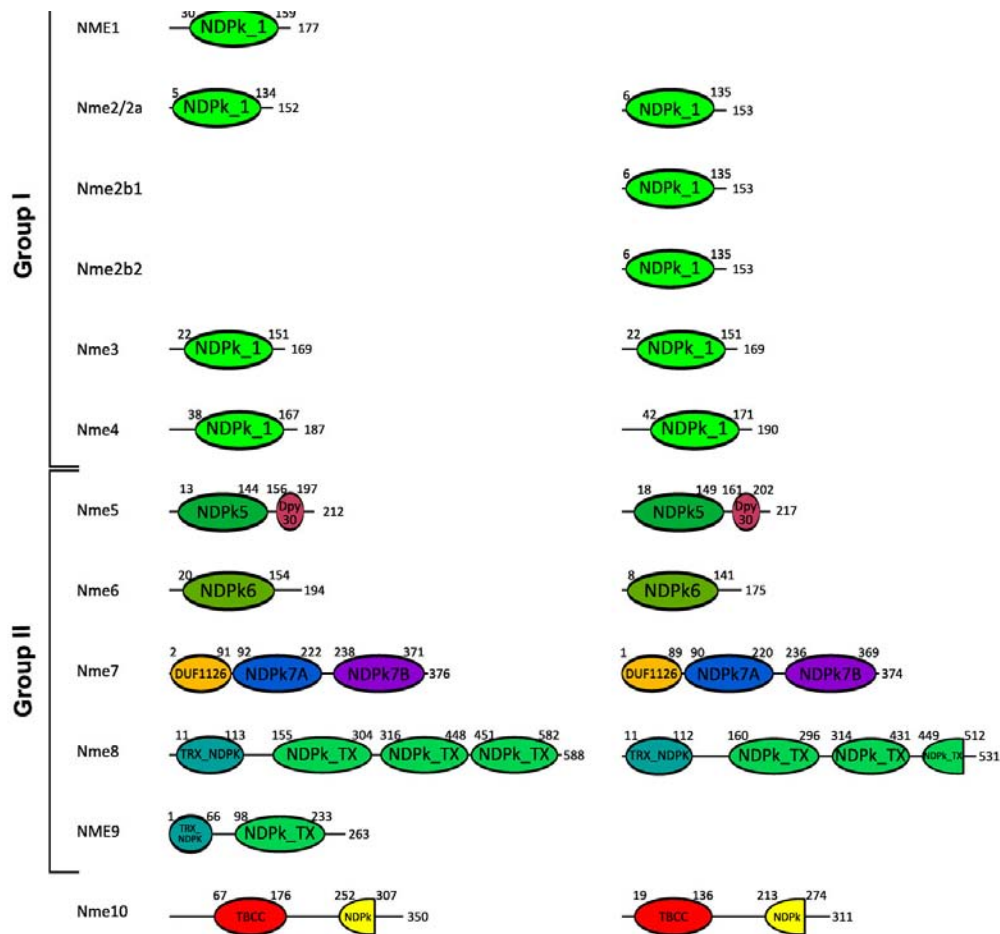 Group I
NME1 30 NDPk_1 159 177
Nme2/2a 5 NDPk_1 134 152 6 NDPk_1 135 153
Nme2b1 6 NDPk_1 135 153
Nme2b2 6 NDPk_1 135 153
Nme3 22 NDPk_1 151 169 22 NDPk_1 151 169
Nme4 38 NDPk_1 167 187 42 NDPk_1 171 190
Group II
Nme5 13 NDPk5 144 156 Dpy 30 197 212 18 NDPk5 149 161 Dpy 30 202 217
Nme6 20 NDPk6 154 194 8 NDPk6 141 175
Nme7 2 DUF1126 91 92 NDPk7A 222 238 NDPk7B 371 376 1 DUF1126 89 90 NDPk7A 220 236 NDPk7B 369 374
Nme8 11 TRX_NDPK 113 155 NDPk_TX 304 316 NDPk_TX 448 451 NDPk_TX 582 588 11 TRX_NDPK 112 160 NDPk_TX 296 314 NDPk_TX 431 449 NDPk_TX 512 531
NME9 1 TRX_ NDPK 66 98 NDPk_TX 233 263
Nme10 67 TBCC 176 252 NDPk 307 350 19 TBCC 136 213 NDPk 274 311